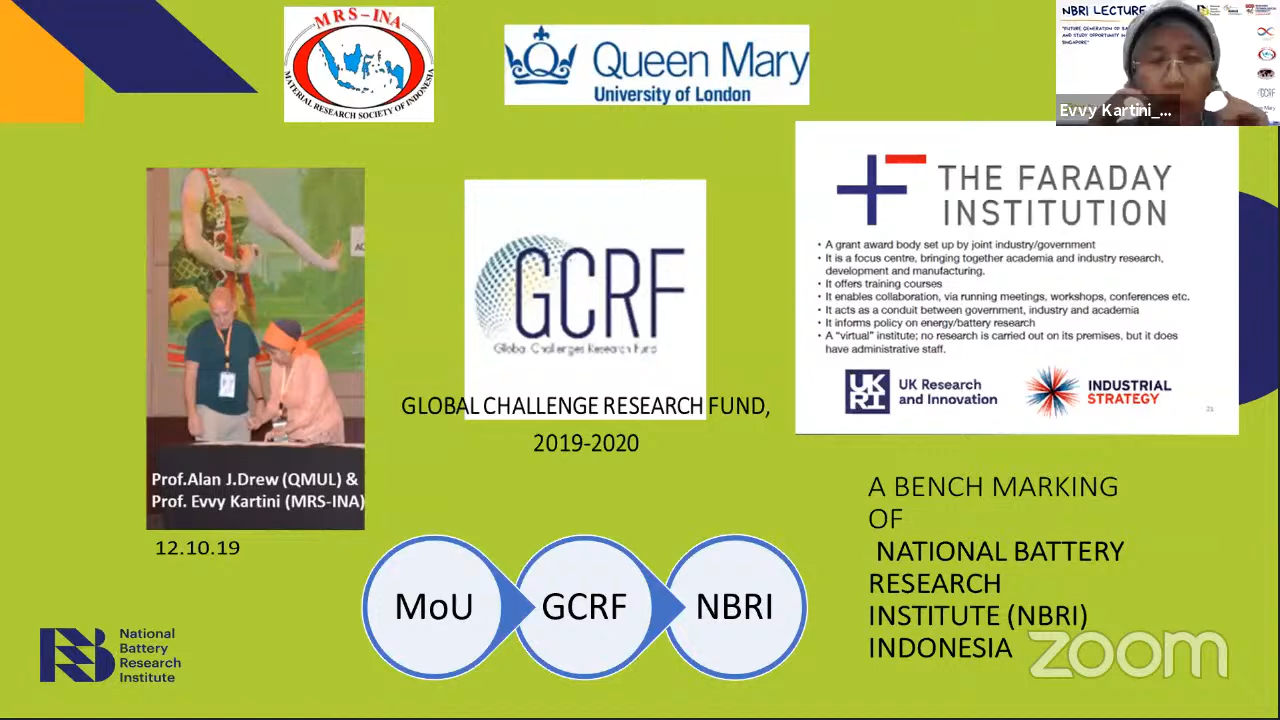 MRS-INA
MATERIAL RESEARCH SOCIETY OF INDONESIA
Queen Mary
University of London
NBRI LECTURE
SINGAPORE"
Evvy Kartini_...
THE FARADAY
INSTITUTION
• A grant award body set up by joint industry/government
• It is a focus centre, bringing together academia and industry research,
development and manufacturing.
• It offers training courses
• It enables collaboration, via running meetings, workshops, conferences etc.
• It acts as a conduit between government, industry and academia
• It informs policy on energy/battery research
• A "virtual" institute; no research is carried out on its premises, but it does
have administrative staff.
UK
RI
UK Research
and Innovation
INDUSTRIAL
STRATEGY
GCRF
Global Challenges Research Fund
GLOBAL CHALLENGE RESEARCH FUND,
2019-2020
Prof.Alan J.Drew (QMUL) &
Prof. Evvy Kartini (MRS-INA)
12.10.19
MoU
GCRF
NBRI
A BENCH MARKING
OF
NATIONAL BATTERY
RESEARCH
INSTITUTE (NBRI)
INDONESIA
National
Battery
Research
Institute
zoom